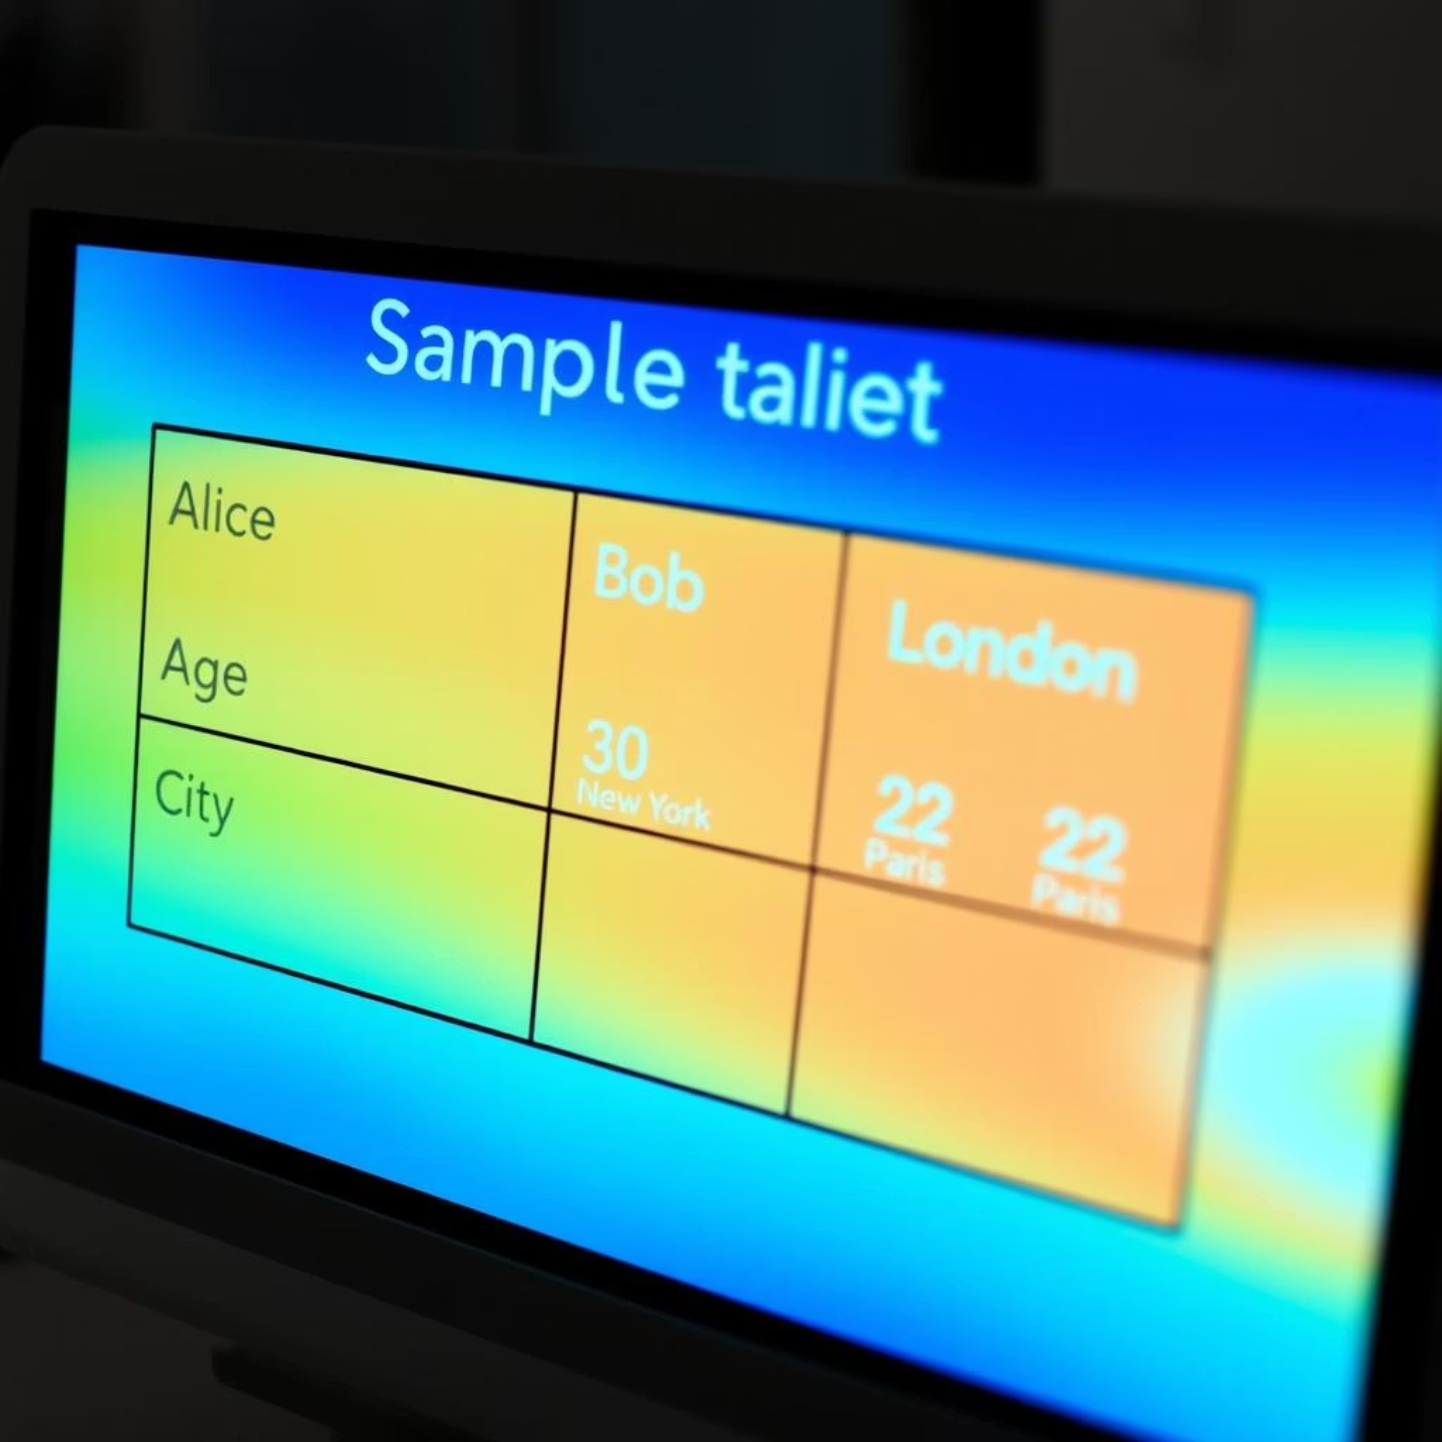 Sample taliet
Alice Bob London
Age 30 22 22
New York Paris Paris
City